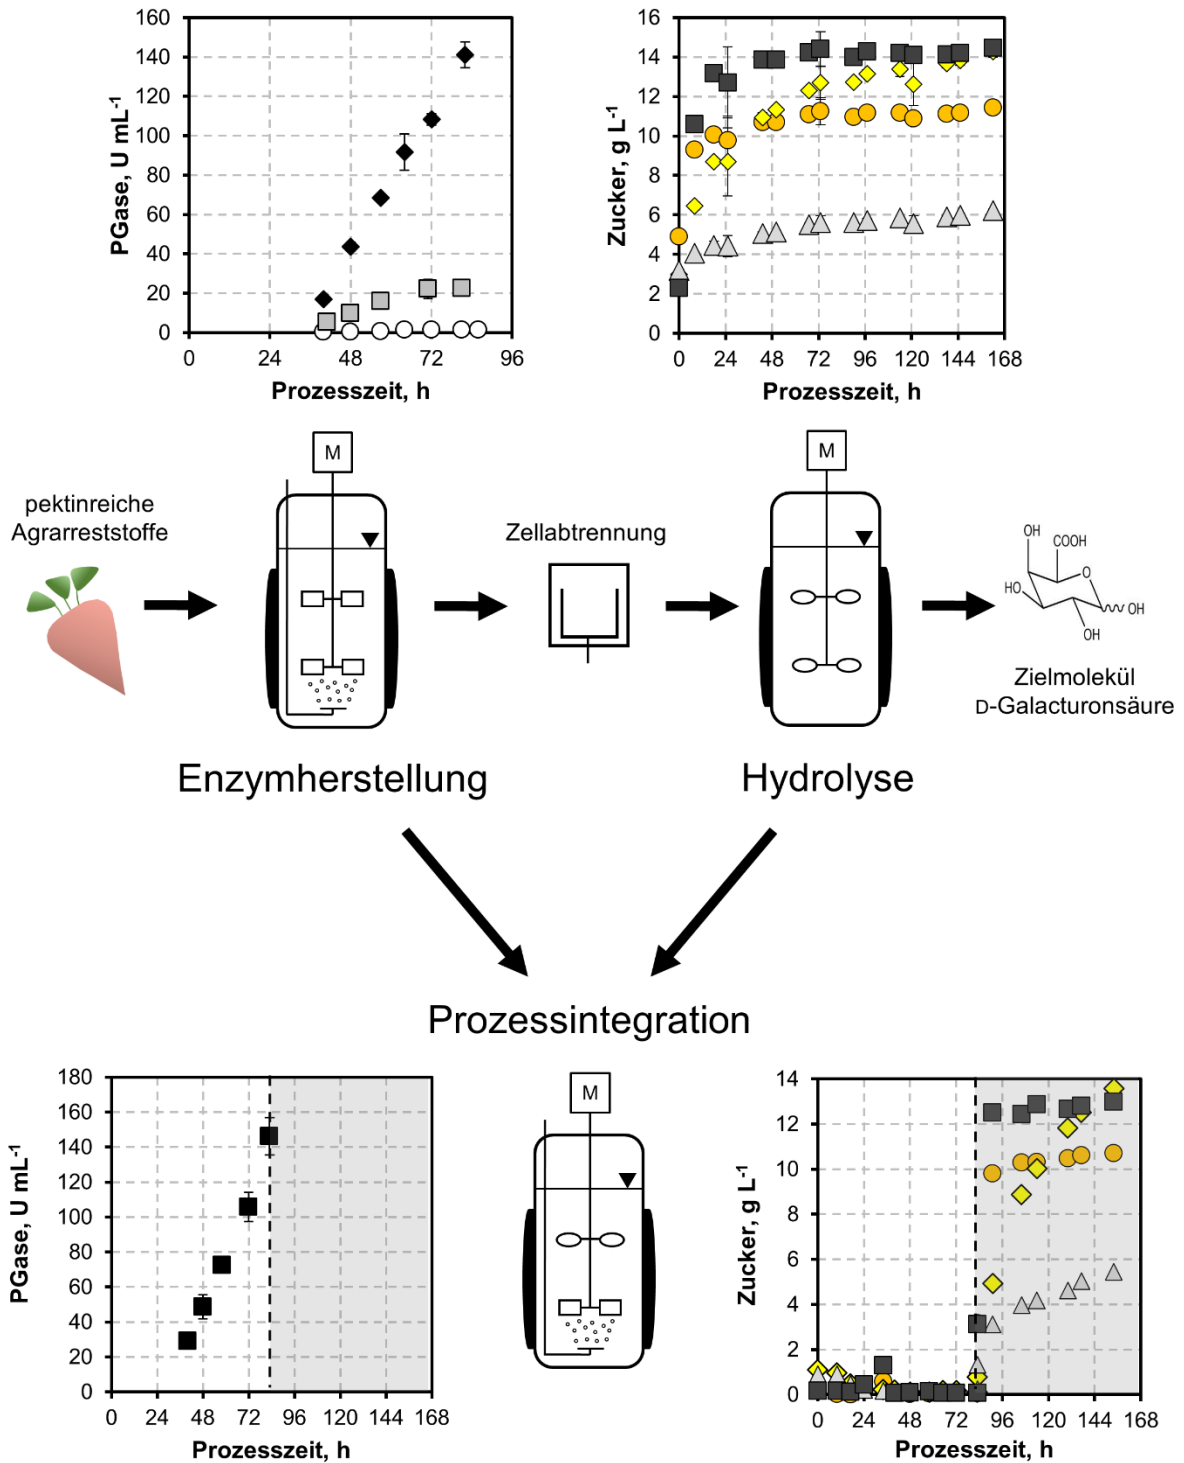 160
140
120
100
80
60
40
20
0
PGase, U mL-1
0 24 48 72 96
Prozesszeit, h
16
14
12
10
8
6
4
2
0
Zucker, g L-1
0 24 48 72 96 120 144 168
Prozesszeit, h
pektinreiche
Agrarreststoffe
M
Zellabtrennung
M
OH
COOH
O
HO
OH
OH
Zielmolekül
D-Galacturonsäure
Enzymherstellung
Hydrolyse
Prozessintegration
180
160
140
120
100
80
60
40
20
0
PGase, U mL-1
0 24 48 72 96 120 144 168
Prozesszeit, h
M
14
12
10
8
6
4
2
0
Zucker, g L-1
0 24 48 72 96 120 144 168
Prozesszeit, h